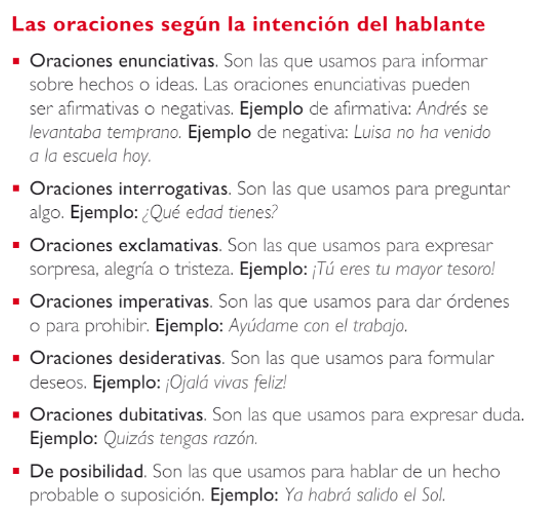 Las oraciones según la intención del hablante
▪ Oraciones enunciativas. Son las que usamos para informar
sobre hechos o ideas. Las oraciones enunciativas pueden
ser afirmativas o negativas. Ejemplo de afirmativa: Andrés se
levantaba temprano. Ejemplo de negativa: Luisa no ha venido
a la escuela hoy.
▪ Oraciones interrogativas. Son las que usamos para preguntar
algo. Ejemplo: ¿Qué edad tienes?
▪ Oraciones exclamativas. Son las que usamos para expresar
sorpresa, alegría o tristeza. Ejemplo: ¡Tú eres tu mayor tesoro!
▪ Oraciones imperativas. Son las que usamos para dar órdenes
o para prohibir. Ejemplo: Ayúdame con el trabajo.
▪ Oraciones desiderativas. Son las que usamos para formular
deseos. Ejemplo: ¡Ojalá vivas feliz!
▪ Oraciones dubitativas. Son las que usamos para expresar duda.
Ejemplo: Quizás tengas razón.
▪ De posibilidad. Son las que usamos para hablar de un hecho
probable o suposición. Ejemplo: Ya habrá salido el Sol.